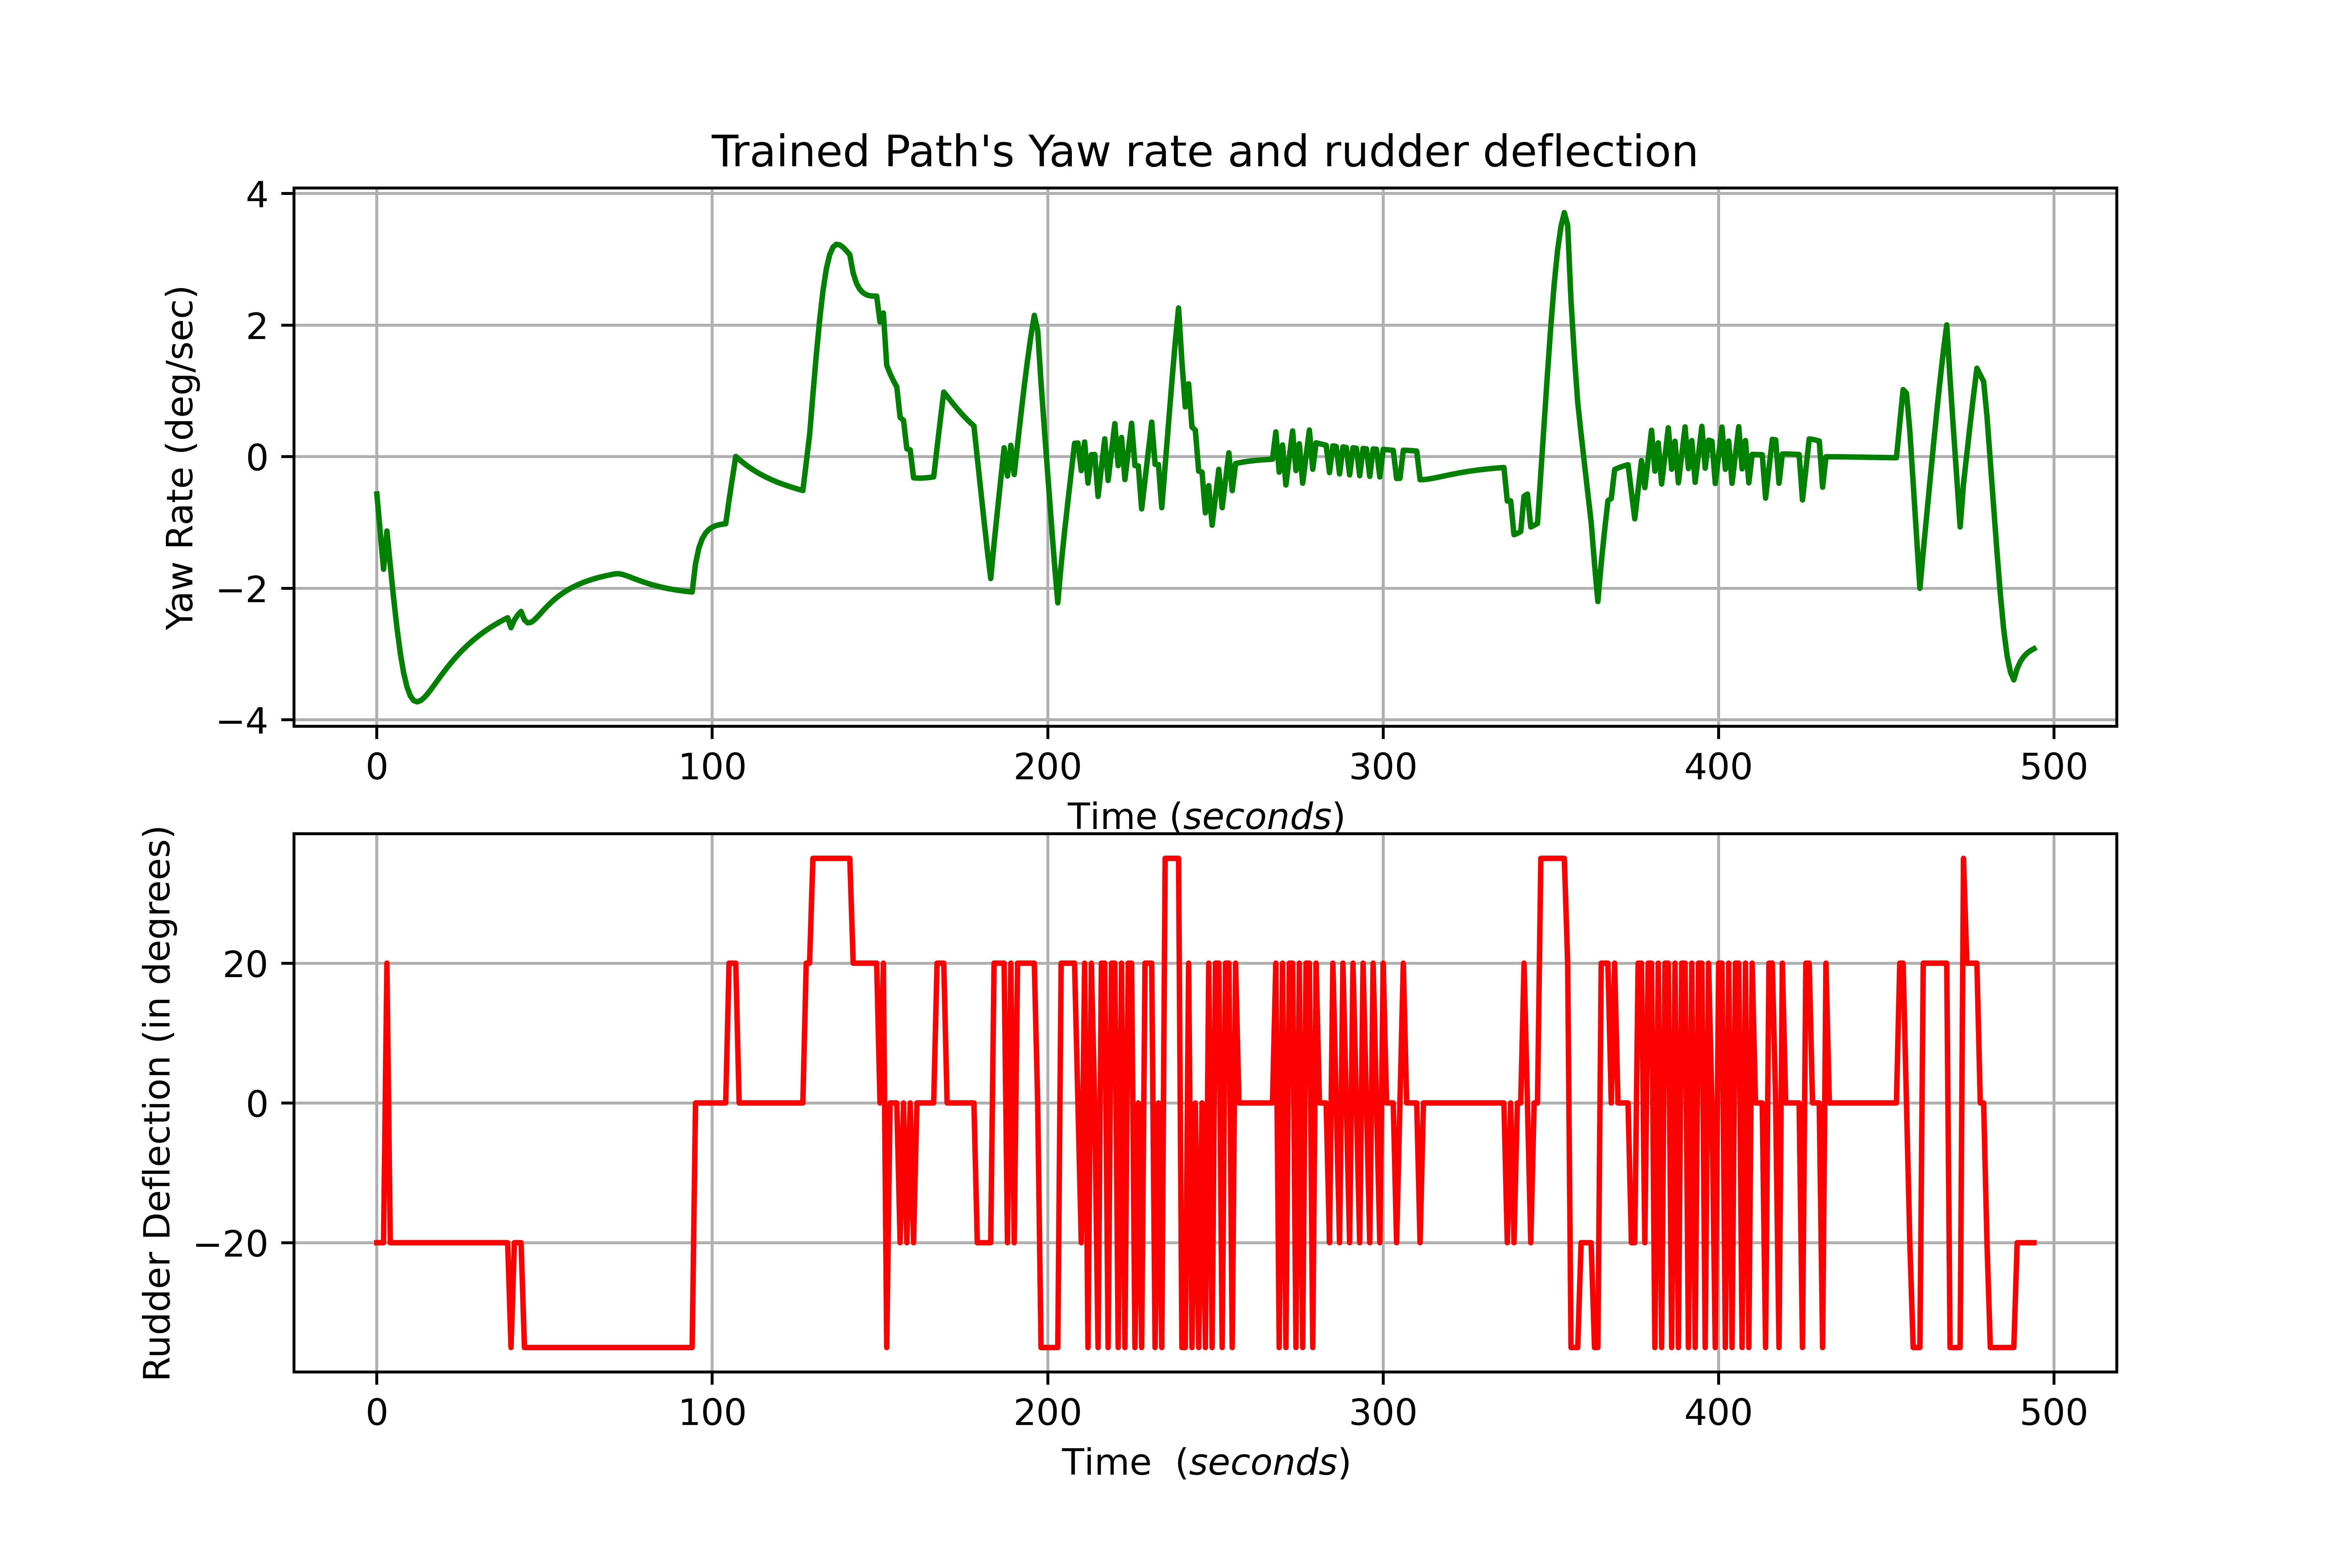 Trained Path's Yaw rate and rudder deflection
Yaw Rate (deg/sec)
4
2
0
−2
−4
0 100 200 300 400 500
Time (seconds)
Rudder Deflection (in degrees)
20
0
−20
0 100 200 300 400 500
Time (seconds)